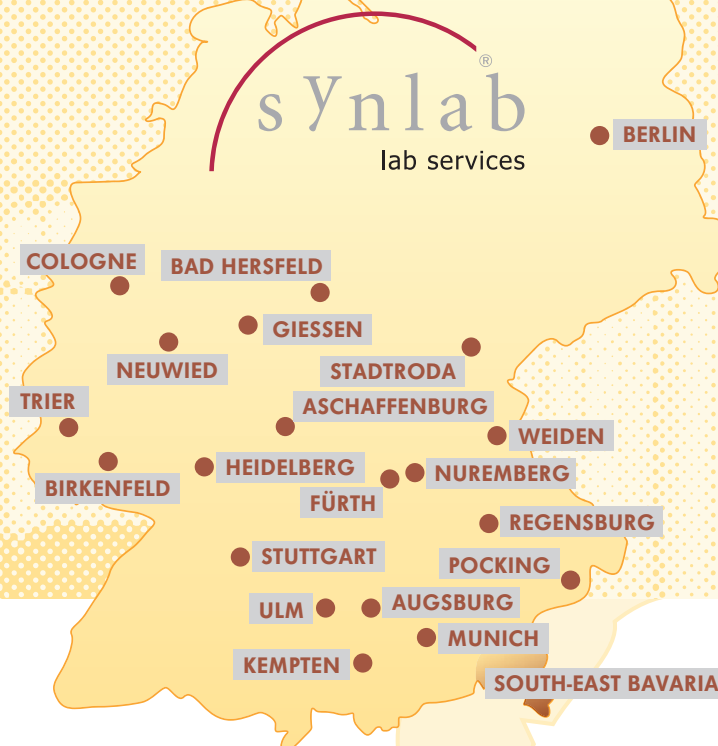 synlab®
lab services
BERLIN
COLOGNE
BAD HERSFELD
GIESSEN
NEUWIED
STADTRODA
TRIER
ASCHAFFENBURG
WEIDEN
HEIDELBERG
NUREMBERG
BIRKENFELD
FÜRTH
REGENSBURG
STUTTGART
POCKING
ULM
AUGSBURG
MUNICH
KEMPTEN
SOUTH-EAST BAVARIA